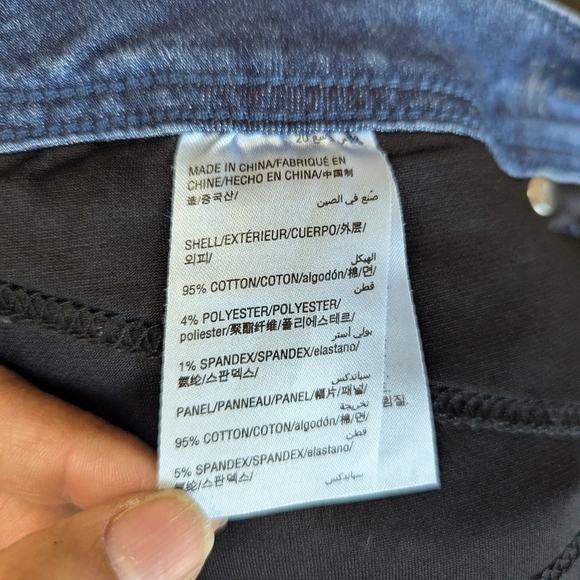 20
MADE IN CHINA/FABRIQUÉ EN
CHINE/HECHO EN CHINA/中国制
造/중국산/ صنع في الصين
SHELL/EXTÉRIEUR/CUERPO/外层/
외피/ الهيكل
95% COTTON/COTON/algodón/棉/면/
قطن
4% POLYESTER/POLYESTER/
poliester/聚酯纤维/폴리에스테르/
بولي أستر
1% SPANDEX/SPANDEX/elastano/
氨纶/스판덱스/ سباندكس
PANEL/PANNEAU/PANEL/幅片/패널/
95% COTTON/COTON/algodón/棉/면/
قطن
5% SPANDEX/SPANDEX/elastano/
氨纶/스판덱스/ سباندكس